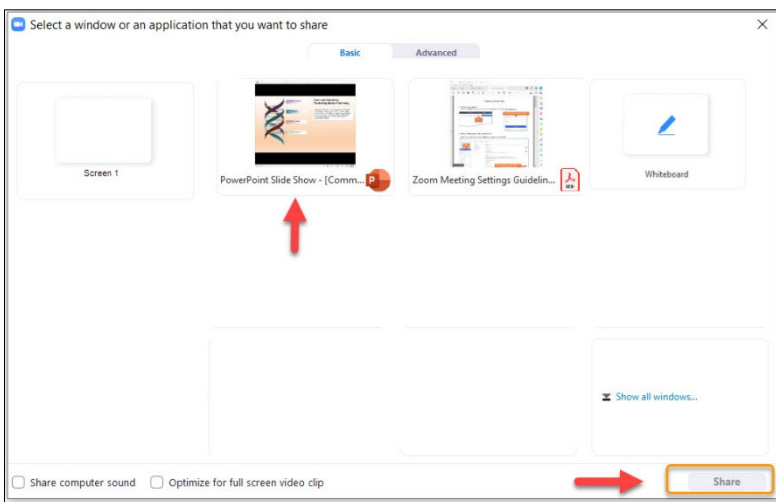 Select a window or an application that you want to share
Basic
Advanced
Screen 1
PowerPoint Slide Show - [Comm...
Zoom Meeting Settings Guidelin...
Whiteboard
Show all windows...
Share computer sound
Optimize for full screen video clip
Share